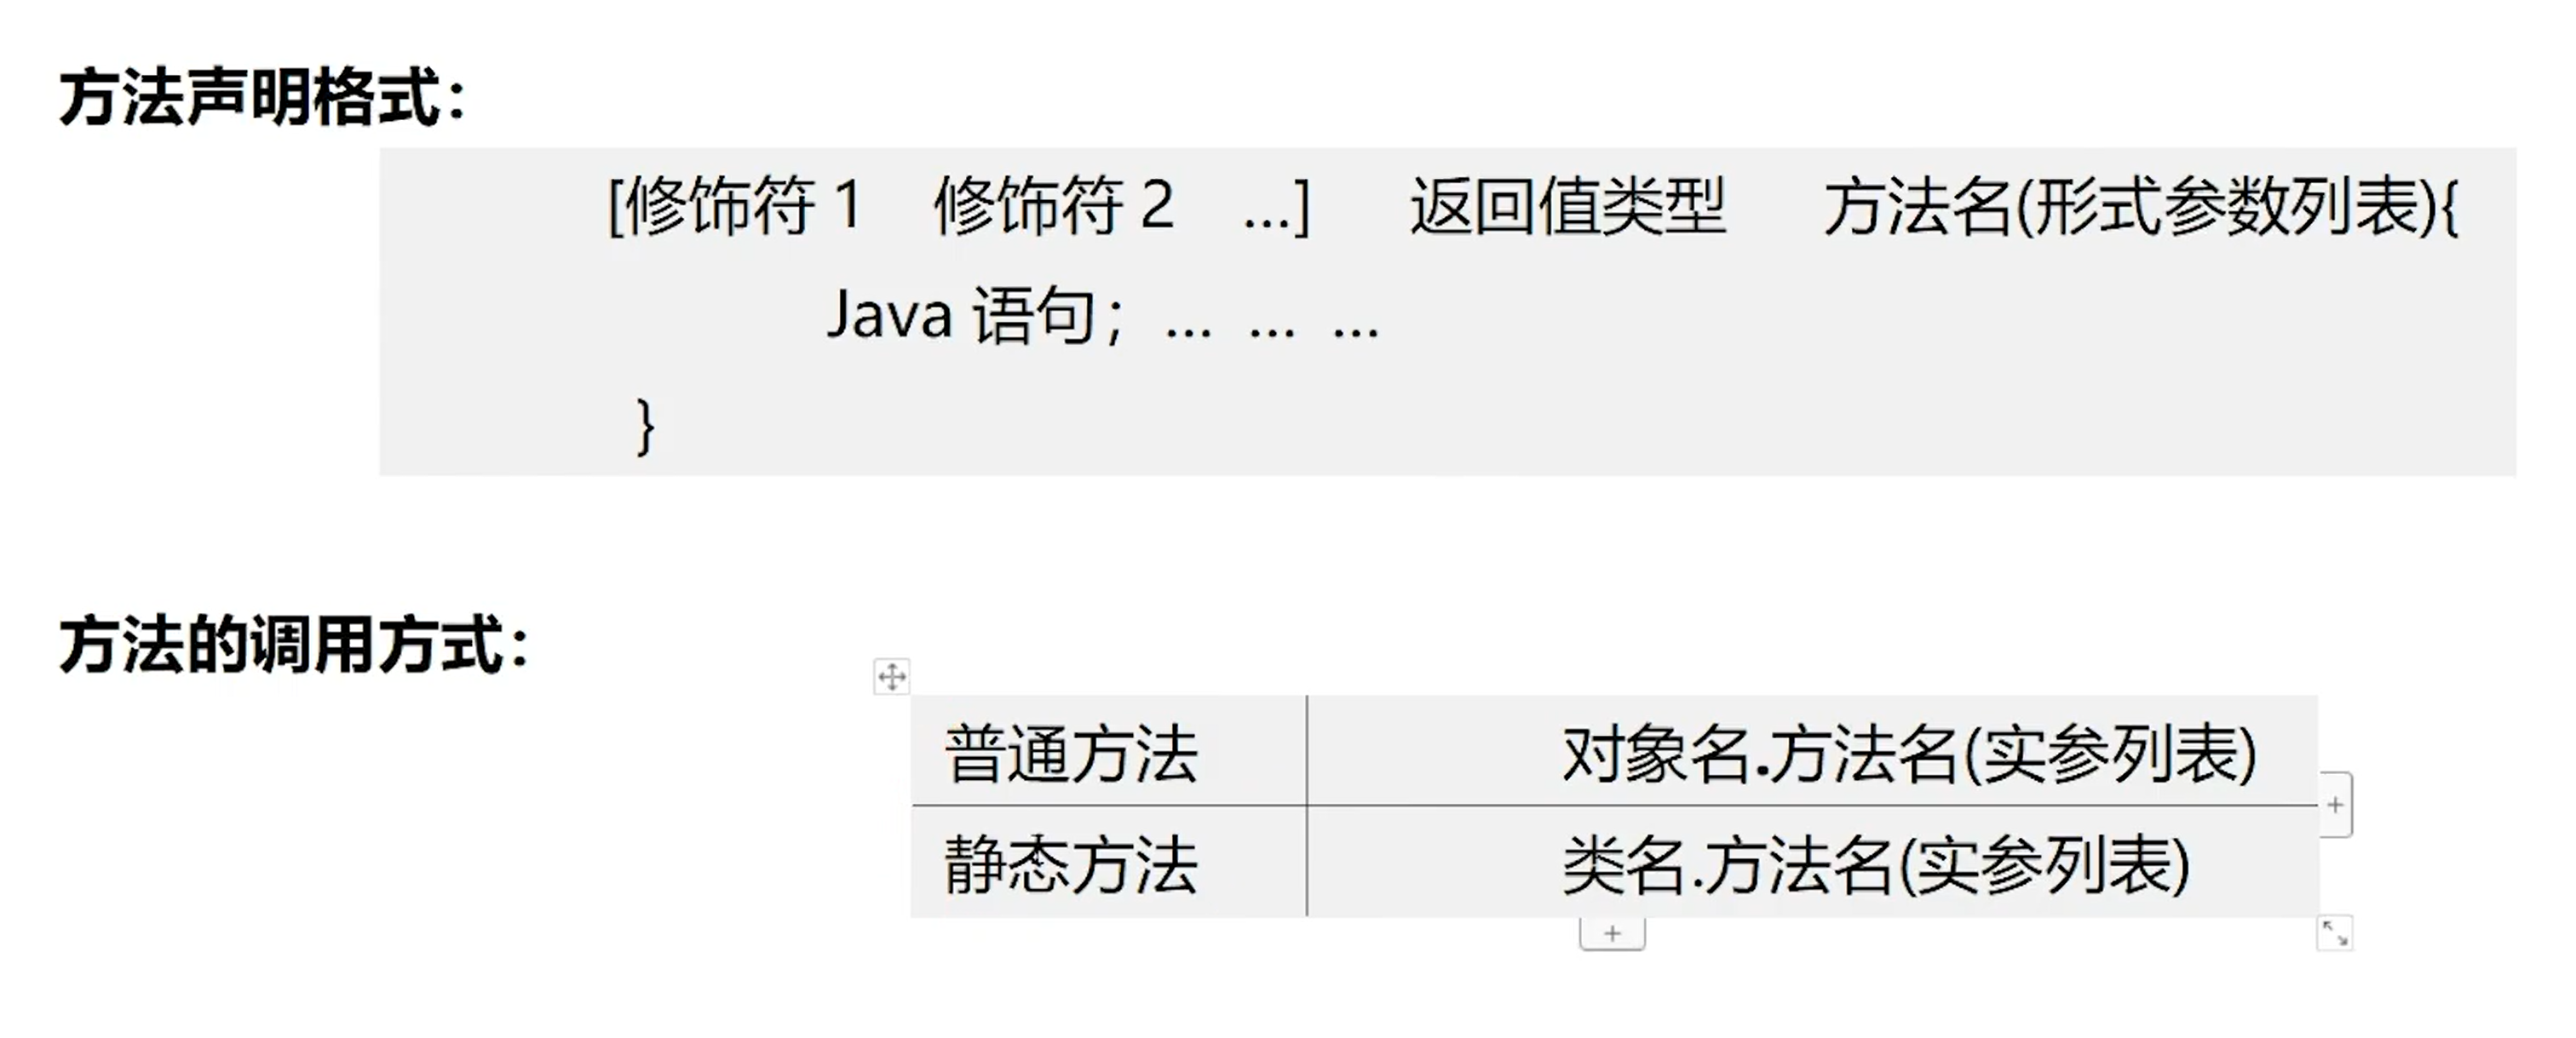 方法声明格式：
[修饰符 1 修饰符 2 …] 返回值类型 方法名(形式参数列表){
Java 语句；… … …
}
方法的调用方式：
普通方法 对象名.方法名(实参列表)
静态方法 类名.方法名(实参列表)